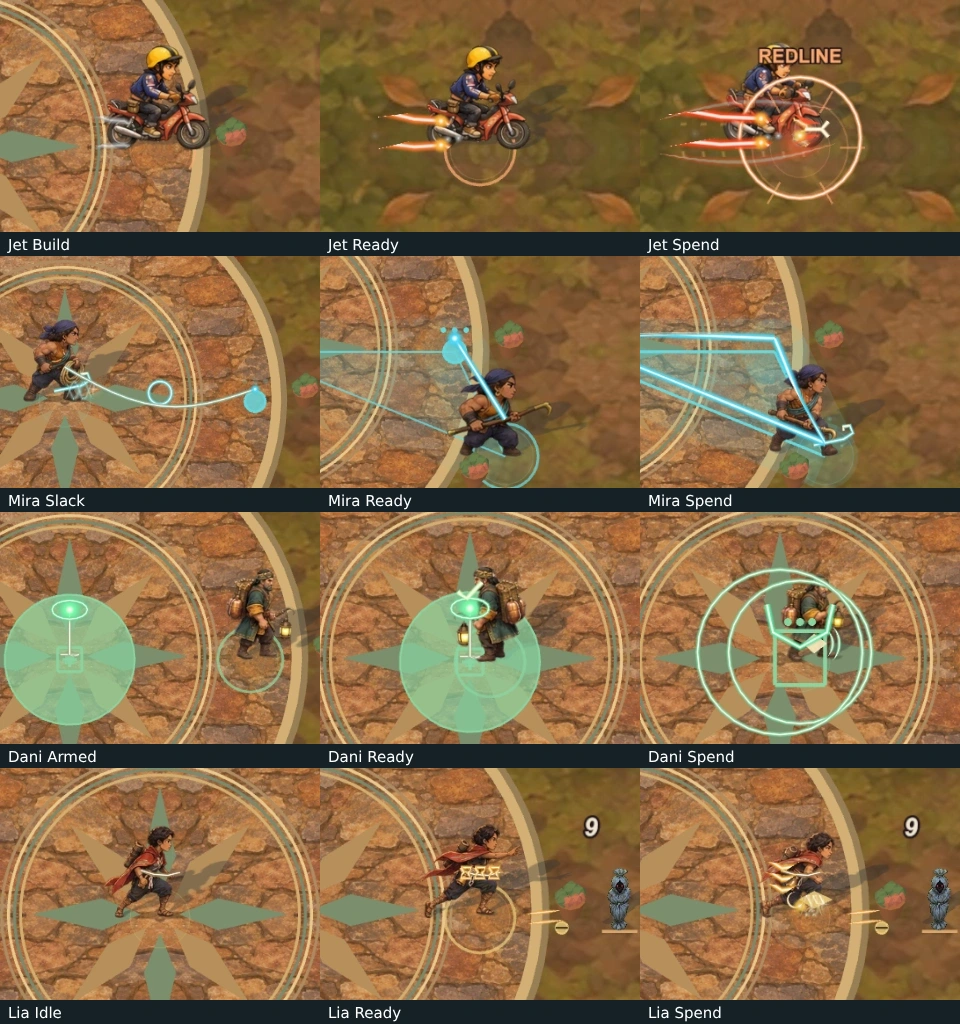 REDLINE
Jet Build
Jet Ready
Jet Spend
Mira Slack
Mira Ready
Mira Spend
Dani Armed
Dani Ready
Dani Spend
9
9
Lia Idle
Lia Ready
Lia Spend